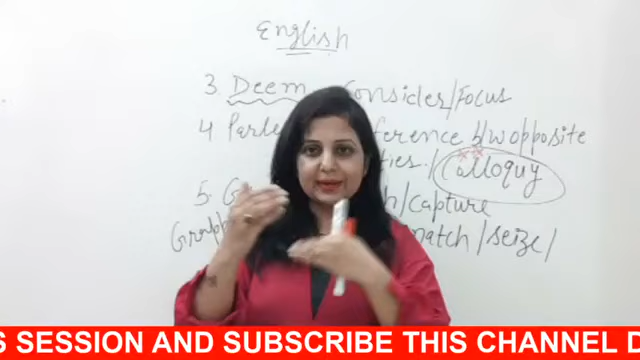 English
3. Deem Consider/Focus
4 Parle ference b/w opposite
ties. / Colloquy
5. G h/capture
Grapp natch/seize/
S SESSION AND SUBSCRIBE THIS CHANNEL D